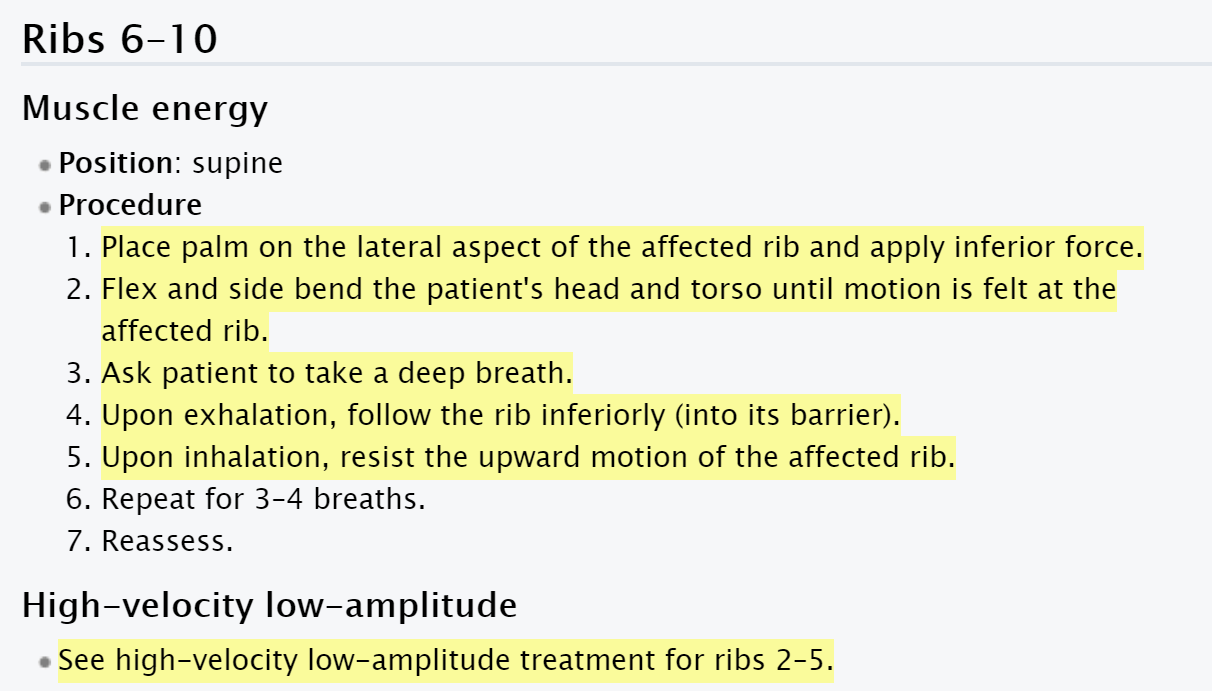 Ribs 6–10
Muscle energy
Position: supine
Procedure
1. Place palm on the lateral aspect of the affected rib and apply inferior force.
2. Flex and side bend the patient's head and torso until motion is felt at the
affected rib.
3. Ask patient to take a deep breath.
4. Upon exhalation, follow the rib inferiorly (into its barrier).
5. Upon inhalation, resist the upward motion of the affected rib.
6. Repeat for 3–4 breaths.
7. Reassess.
High-velocity low-amplitude
See high-velocity low-amplitude treatment for ribs 2–5.